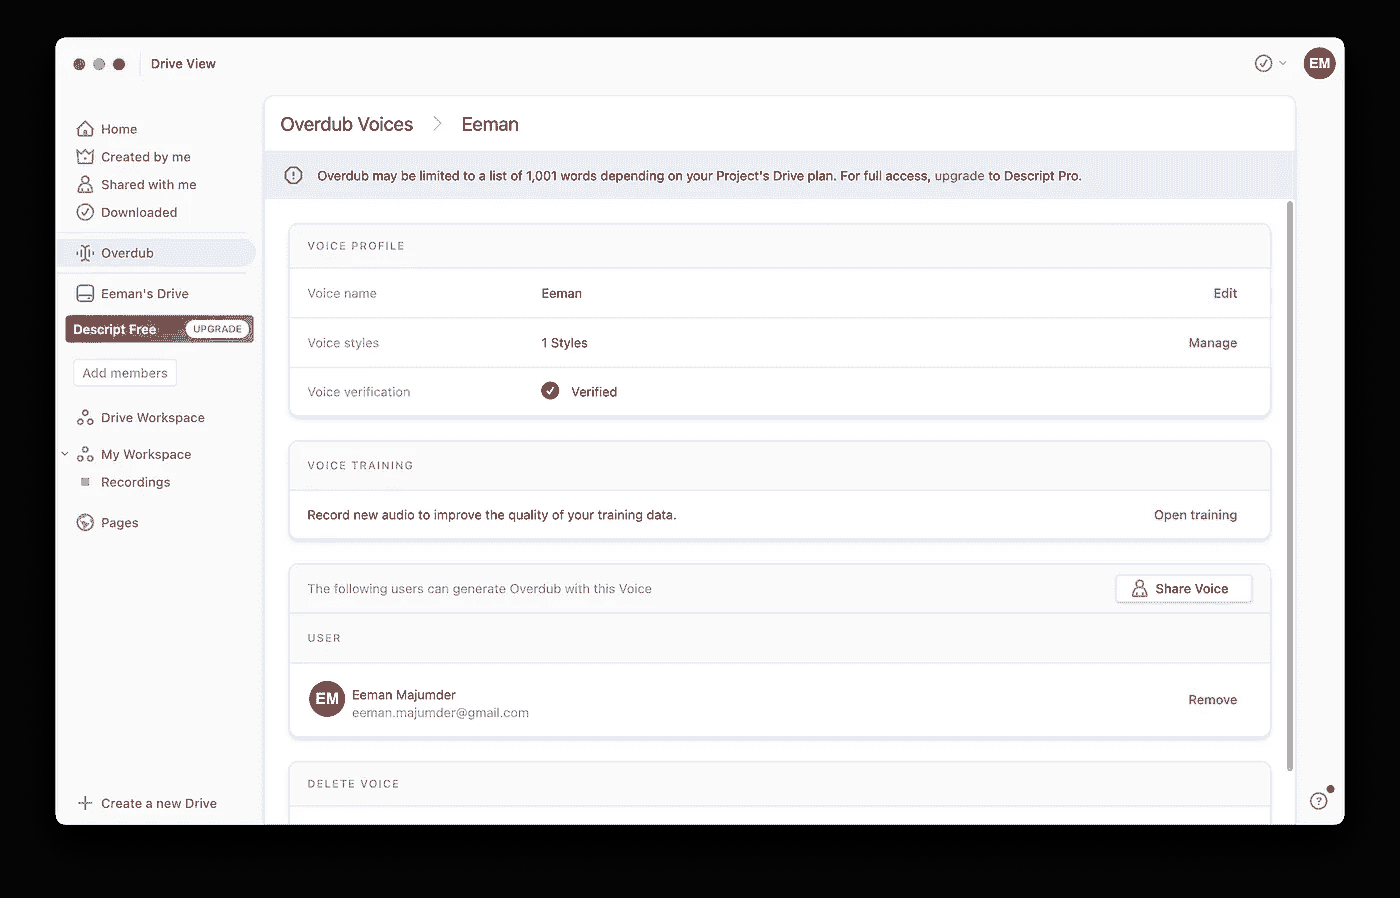 Drive View
EM
Home
Created by me
Shared with me
Downloaded
Overdub
Eeman's Drive
Descript Free UPGRADE
Add members
Drive Workspace
My Workspace
Recordings
Pages
Create a new Drive
Overdub Voices Eeman
Overdub may be limited to a list of 1,001 words depending on your Project's Drive plan. For full access, upgrade to Descript Pro.
VOICE PROFILE
Voice name Eeman Edit
Voice styles 1 Styles Manage
Voice verification Verified
VOICE TRAINING
Record new audio to improve the quality of your training data. Open training
The following users can generate Overdub with this Voice Share Voice
USER
EM Eeman Majumder Remove
eeman.majumder@gmail.com
DELETE VOICE